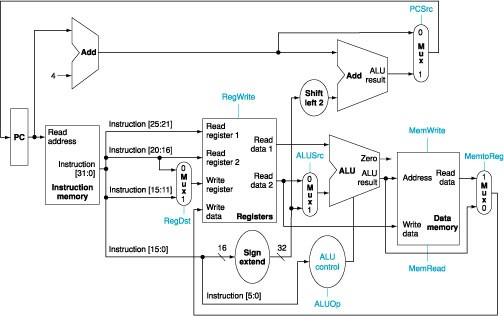 PCSrc
Add
0
M
u
x
1
4
Add
ALU
result
Shift
left 2
RegWrite
PC
Read
address
Instruction
[31:0]
Instruction
memory
Instruction [25:21]
Instruction [20:16]
Instruction [15:11]
0
M
u
x
1
RegDst
Read
register 1
Read
register 2
Write
register
Write
data
Read
data 1
Read
data 2
Registers
ALUSrc
0
M
u
x
1
Zero
ALU
ALU
result
MemWrite
Address
Read
data
Write
data
Data
memory
MemRead
MemtoReg
1
M
u
x
0
Instruction [15:0]
16
Sign
extend
32
Instruction [5:0]
ALU
control
ALUOp